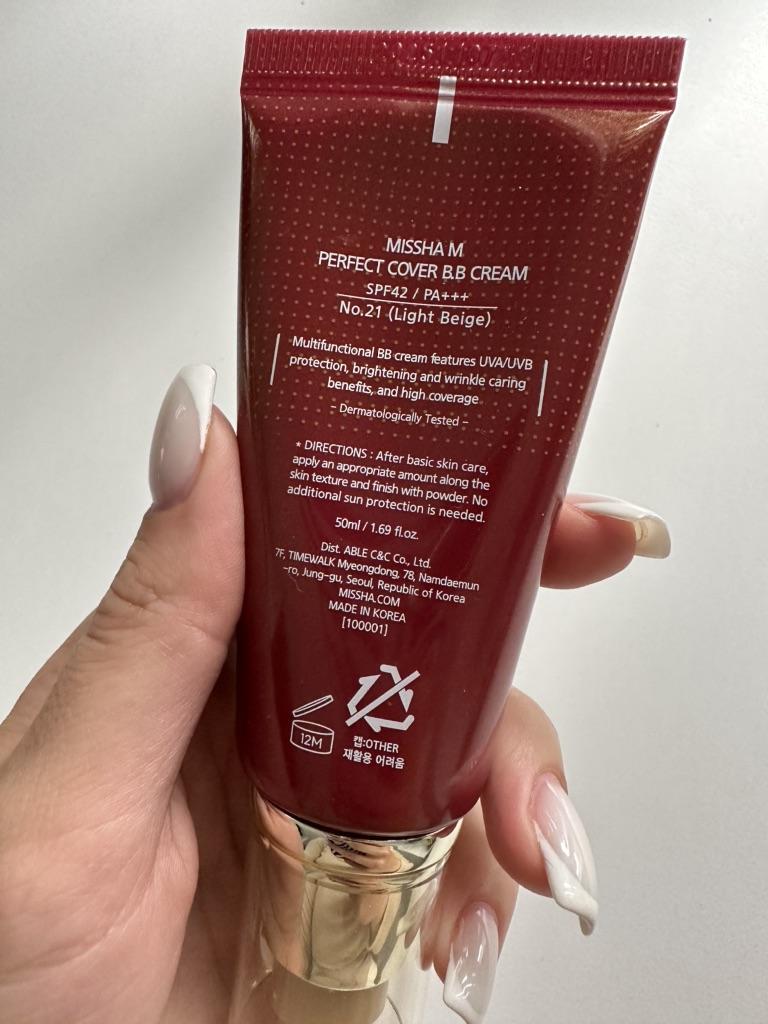 MISSHA M
PERFECT COVER B.B CREAM
SPF42 / PA+++
No.21 (Light Beige)
Multifunctional BB cream features UVA/UVB
protection, brightening and wrinkle caring
benefits, and high coverage
- Dermatologically Tested -
* DIRECTIONS : After basic skin care,
apply an appropriate amount along the
skin texture and finish with powder. No
additional sun protection is needed.
50ml / 1.69 fl.oz.
Dist. ABLE C&C Co., Ltd.
7F, TIMEWALK Myeongdong, 78, Namdaemun
-ro, Jung-gu, Seoul, Republic of Korea
MISSHA.COM
MADE IN KOREA
[100001]
12M
캡:OTHER
재활용 어려움